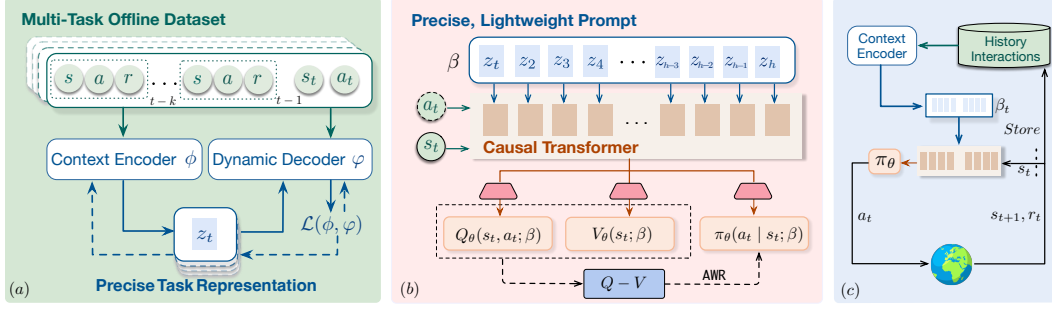 Multi-Task Offline Dataset
s a r ... s a r s_t a_t
t−k t−1
Context Encoder ϕ
Dynamic Decoder φ
z_t
L(ϕ, φ)
Precise Task Representation
(a)
Precise, Lightweight Prompt
β z_t z_2 z_3 z_4 ... z_{h-3} z_{h-2} z_{h-1} z_h
a_t
...
s_t
Causal Transformer
Q_θ(s_t, a_t; β) V_θ(s_t; β) π_θ(a_t | s_t; β)
Q − V
AWR
(b)
Context
Encoder
History
Interactions
β_t
Store
π_θ
s_t
a_t
s_{t+1}, r_t
(c)